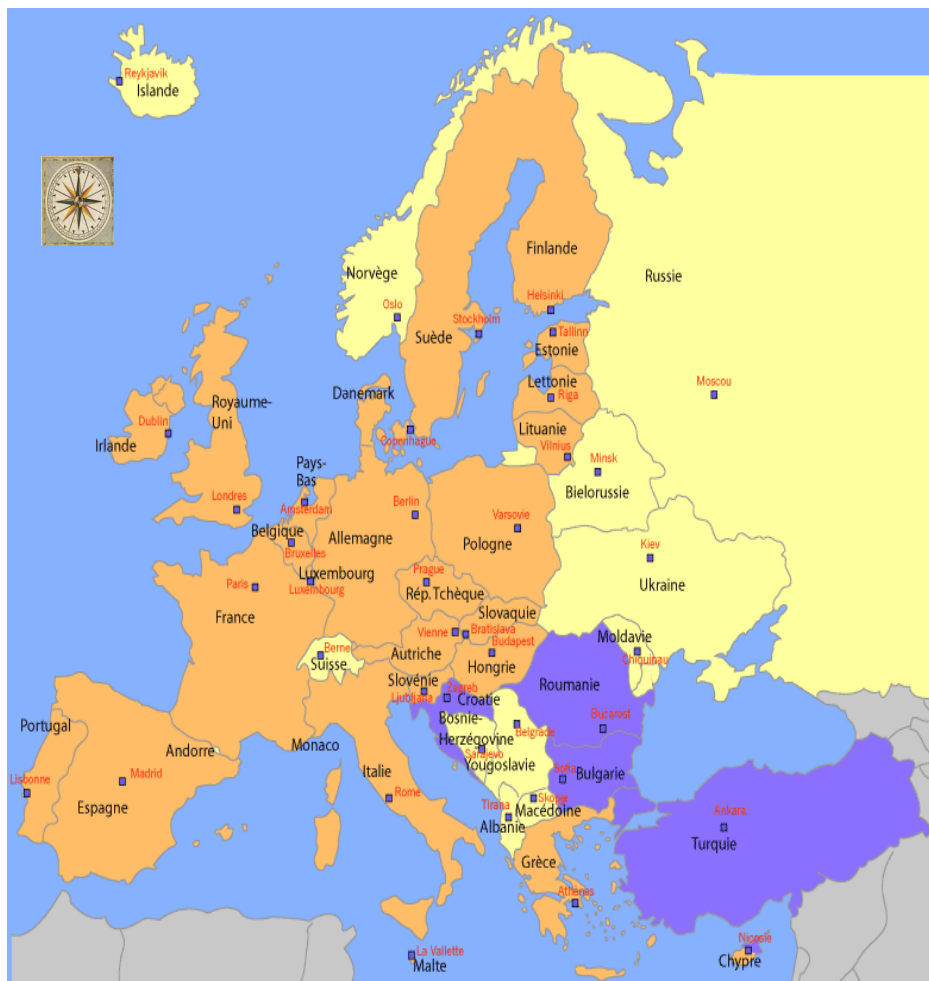 Reykjavik
Islande
Norvège
Finlande
Russie
Helsinki
Oslo
Stockholm
Suède
Tallinn
Estonie
Lettonie
Riga
Moscou
Danemark
Royaume-
Uni
Dublin
Irlande
Copenhague
Lituanie
Vilnius
Minsk
Bielorussie
Pays-
Bas
Londres
Amsterdam
Berlin
Varsovie
Belgique
Allemagne
Pologne
Bruxelles
Kiev
Luxembourg
Luxembourg
Paris
Prague
Rép. Tchèque
Ukraine
France
Slovaquie
Vienne
Bratislava
Moldavie
Berne
Suisse
Autriche
Budapest
Hongrie
Chiquinau
Slovénie
Ljubljana
Zagreb
Croatie
Roumanie
Portugal
Andorre
Monaco
Bosnie-
Herzégovine
Belgrade
Bucarest
Sarajevo
Yougoslavie
Lisbonne
Madrid
Espagne
Italie
Rome
Sofia
Bulgarie
Tirana
Skopje
Macédoine
Albanie
Ankara
Turquie
Grèce
Athènes
La Vallette
Malte
Nicosie
Chypre